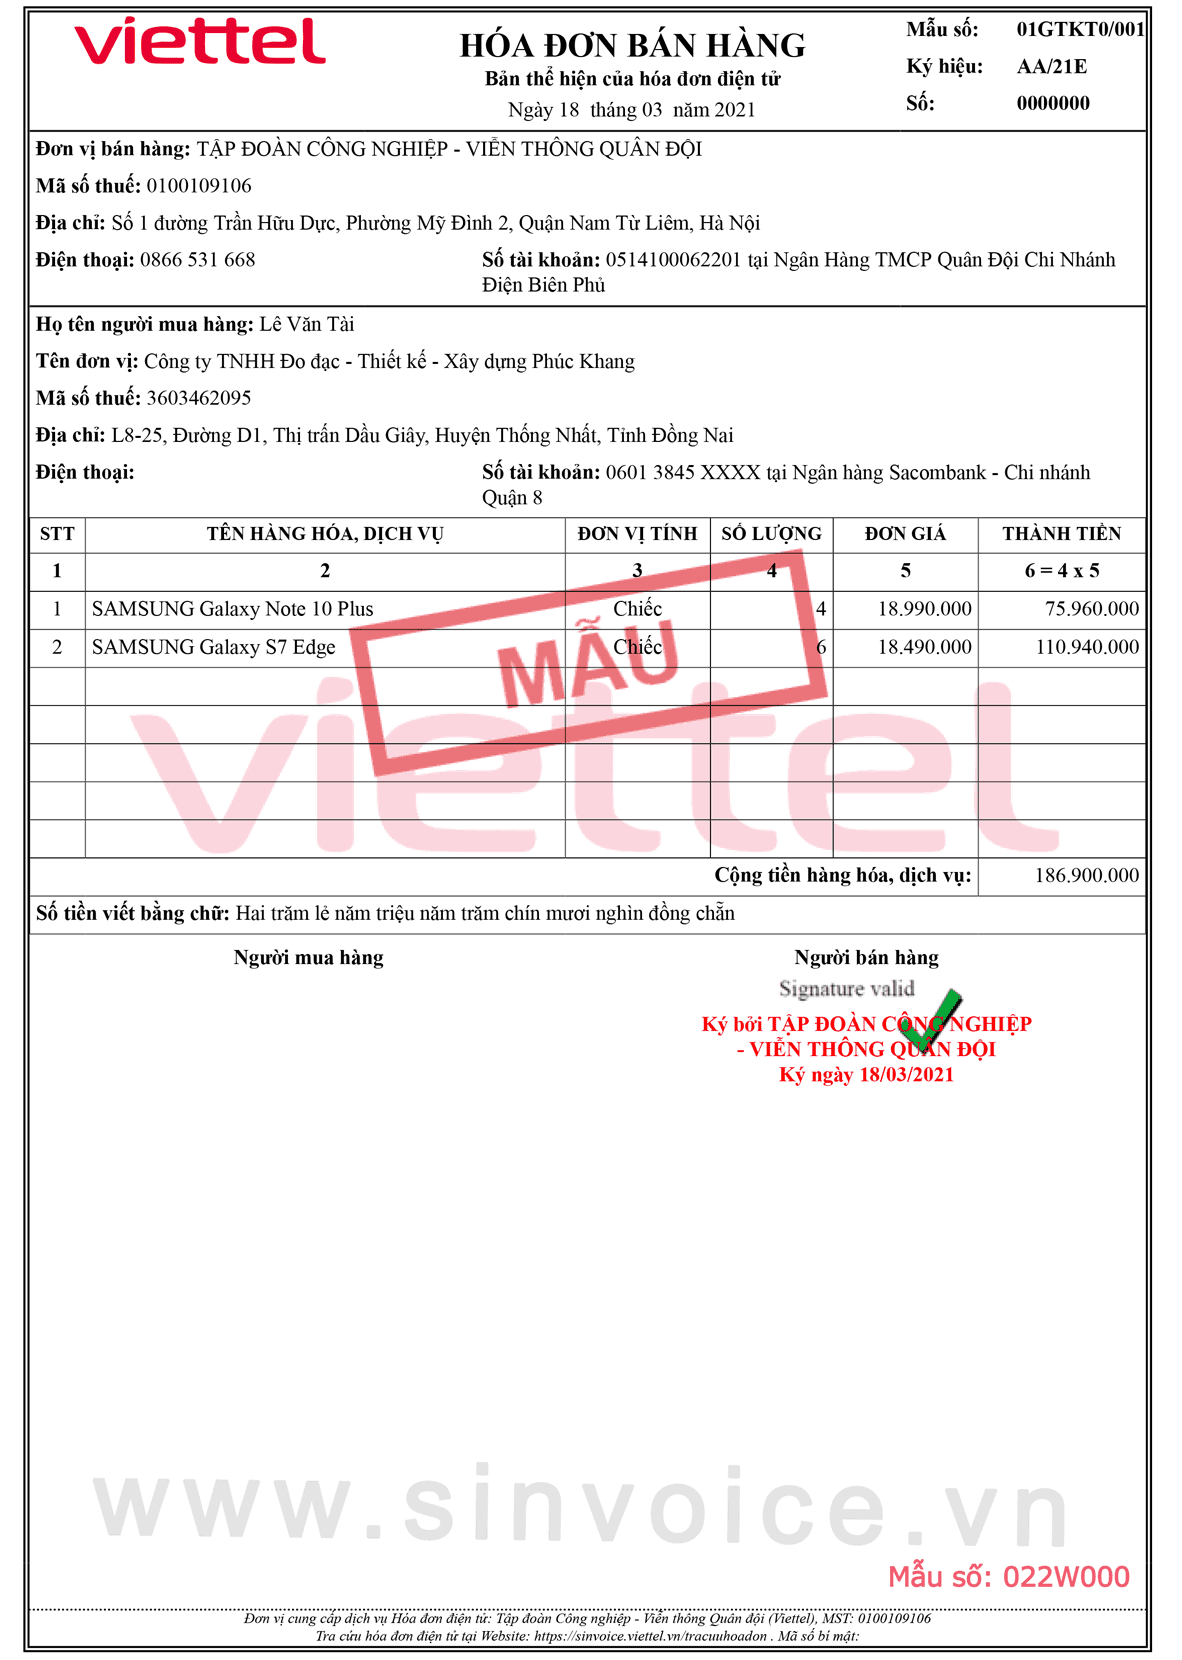 viettel
HÓA ĐƠN BÁN HÀNG
Bản thể hiện của hóa đơn điện tử
Ngày 18 tháng 03 năm 2021
Mẫu số: 01GTKT0/001
Ký hiệu: AA/21E
Số: 0000000
Đơn vị bán hàng: TẬP ĐOÀN CÔNG NGHIỆP - VIỄN THÔNG QUÂN ĐỘI
Mã số thuế: 0100109106
Địa chỉ: Số 1 đường Trần Hữu Dực, Phường Mỹ Đình 2, Quận Nam Từ Liêm, Hà Nội
Điện thoại: 0866 531 668
Số tài khoản: 0514100062201 tại Ngân Hàng TMCP Quân Đội Chi Nhánh
Điện Biên Phủ
Họ tên người mua hàng: Lê Văn Tài
Tên đơn vị: Công ty TNHH Đo đạc - Thiết kế - Xây dựng Phúc Khang
Mã số thuế: 3603462095
Địa chỉ: L8-25, Đường D1, Thị trấn Dầu Giây, Huyện Thống Nhất, Tỉnh Đồng Nai
Điện thoại:
Số tài khoản: 0601 3845 XXXX tại Ngân hàng Sacombank - Chi nhánh
Quận 8
STT TÊN HÀNG HÓA, DỊCH VỤ ĐƠN VỊ TÍNH SỐ LƯỢNG ĐƠN GIÁ THÀNH TIỀN
1 2 3 4 5 6 = 4 x 5
1 SAMSUNG Galaxy Note 10 Plus Chiếc 4 18.990.000 75.960.000
2 SAMSUNG Galaxy S7 Edge Chiếc 6 18.490.000 110.940.000
MẪU
viettel
Cộng tiền hàng hóa, dịch vụ: 186.900.000
Số tiền viết bằng chữ: Hai trăm lẻ năm triệu năm trăm chín mươi nghìn đồng chẵn
Người mua hàng
Người bán hàng
Signature valid
Ký bởi TẬP ĐOÀN CÔNG NGHIỆP
- VIỄN THÔNG QUÂN ĐỘI
Ký ngày 18/03/2021
www.sinvoice.vn
Mẫu số: 022W000
Đơn vị cung cấp dịch vụ Hóa đơn điện tử: Tập đoàn Công nghiệp - Viễn thông Quân đội (Viettel), MST: 0100109106
Tra cứu hóa đơn điện tử tại Website: https://sinvoice.viettel.vn/tracuuhoadon . Mã số bí mật: